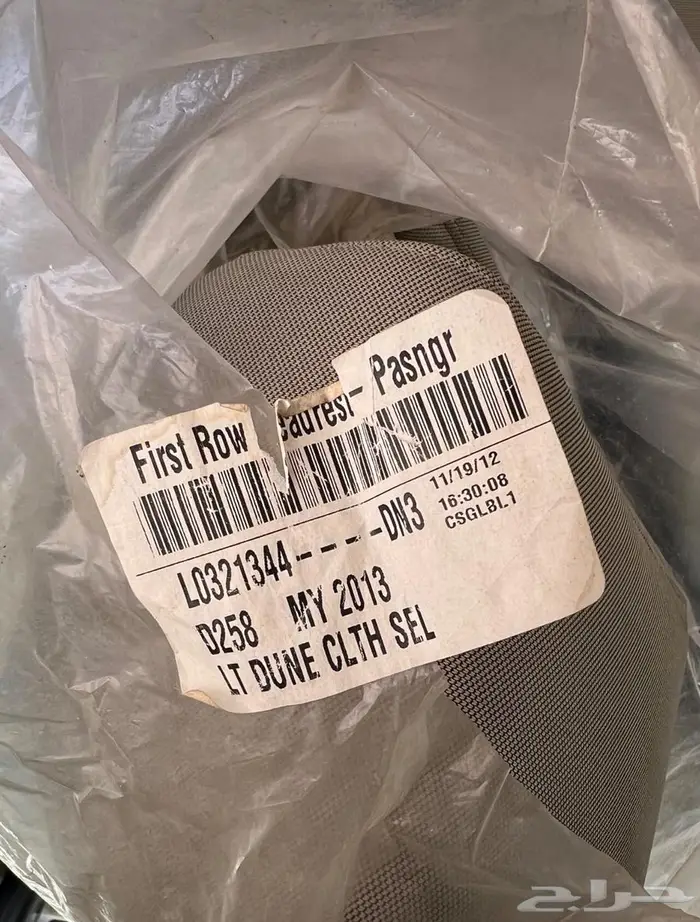 First Row eadrest- Pasngr
11/19/12
16:30:08
CSGLBL1
L0321344-----DN3
D258 MY 2013
LT DUNE CLTH SEL
حراج